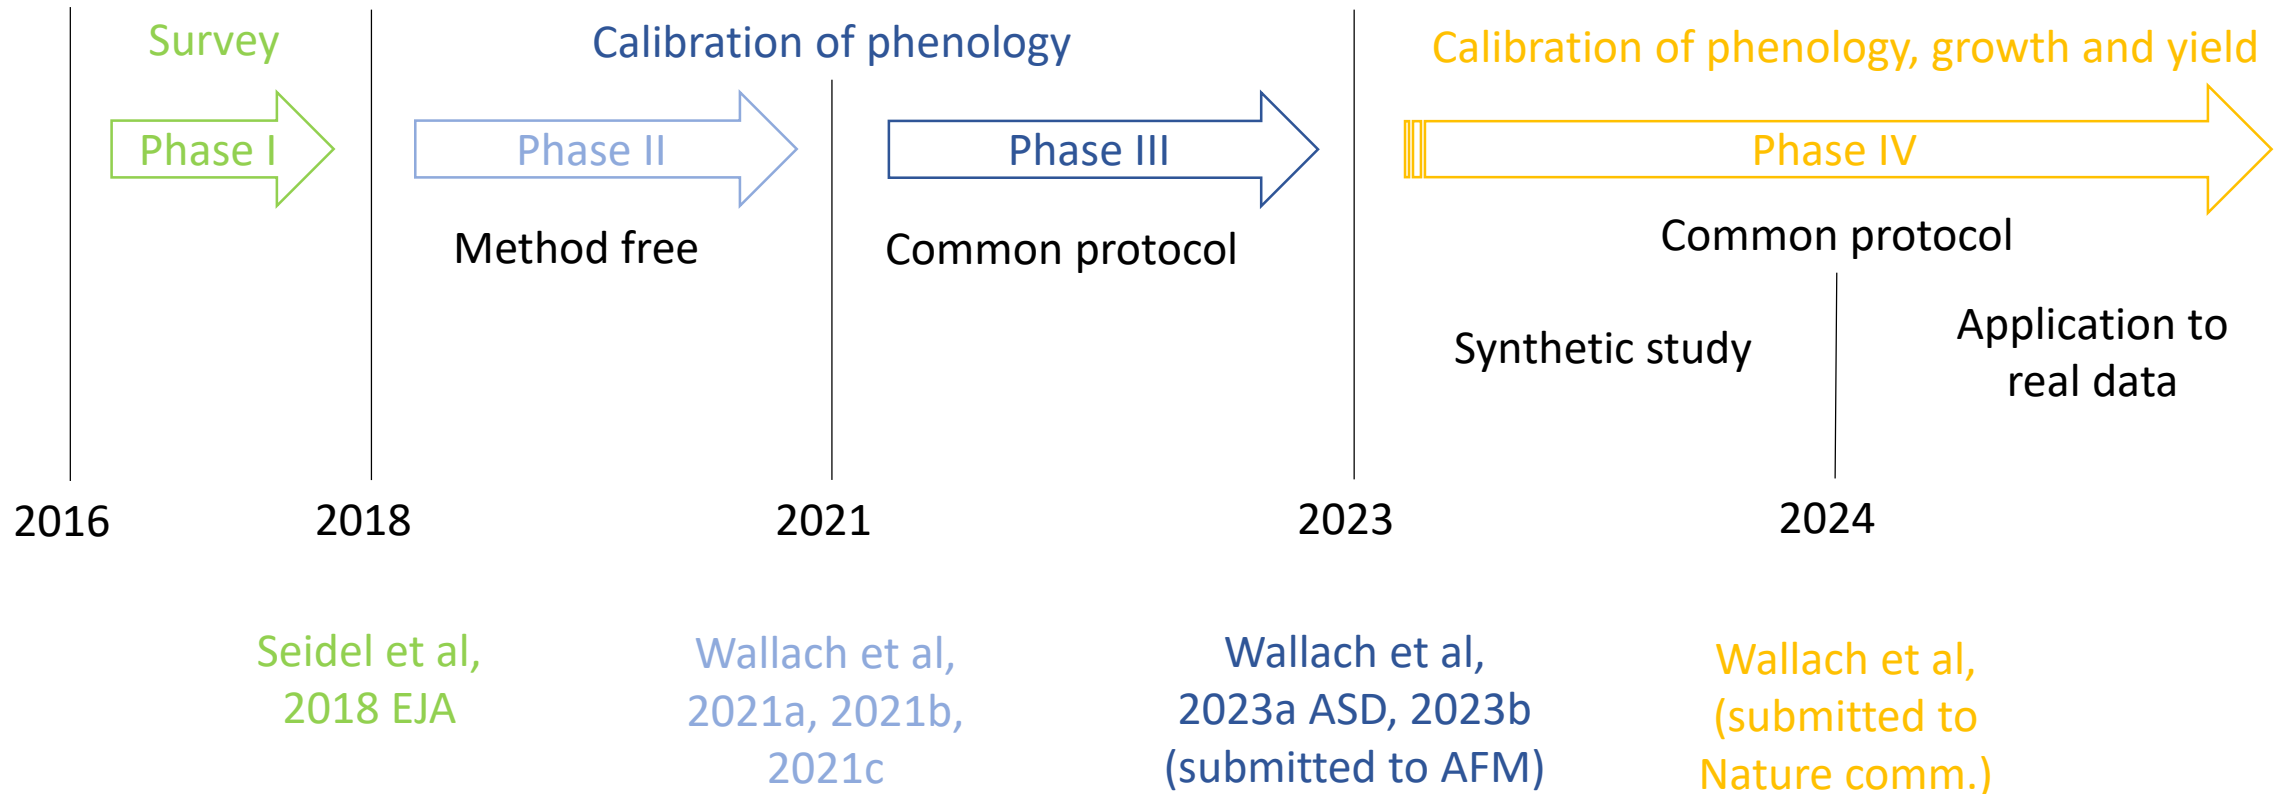 Survey
Calibration of phenology
Calibration of phenology, growth and yield
Phase I
Phase II
Phase III
Phase IV
Method free
Common protocol
Common protocol
Synthetic study
Application to
real data
2016
2018
2021
2023
2024
Seidel et al,
2018 EJA
Wallach et al,
2021a, 2021b,
2021c
Wallach et al,
2023a ASD, 2023b
(submitted to AFM)
Wallach et al,
(submitted to
Nature comm.)